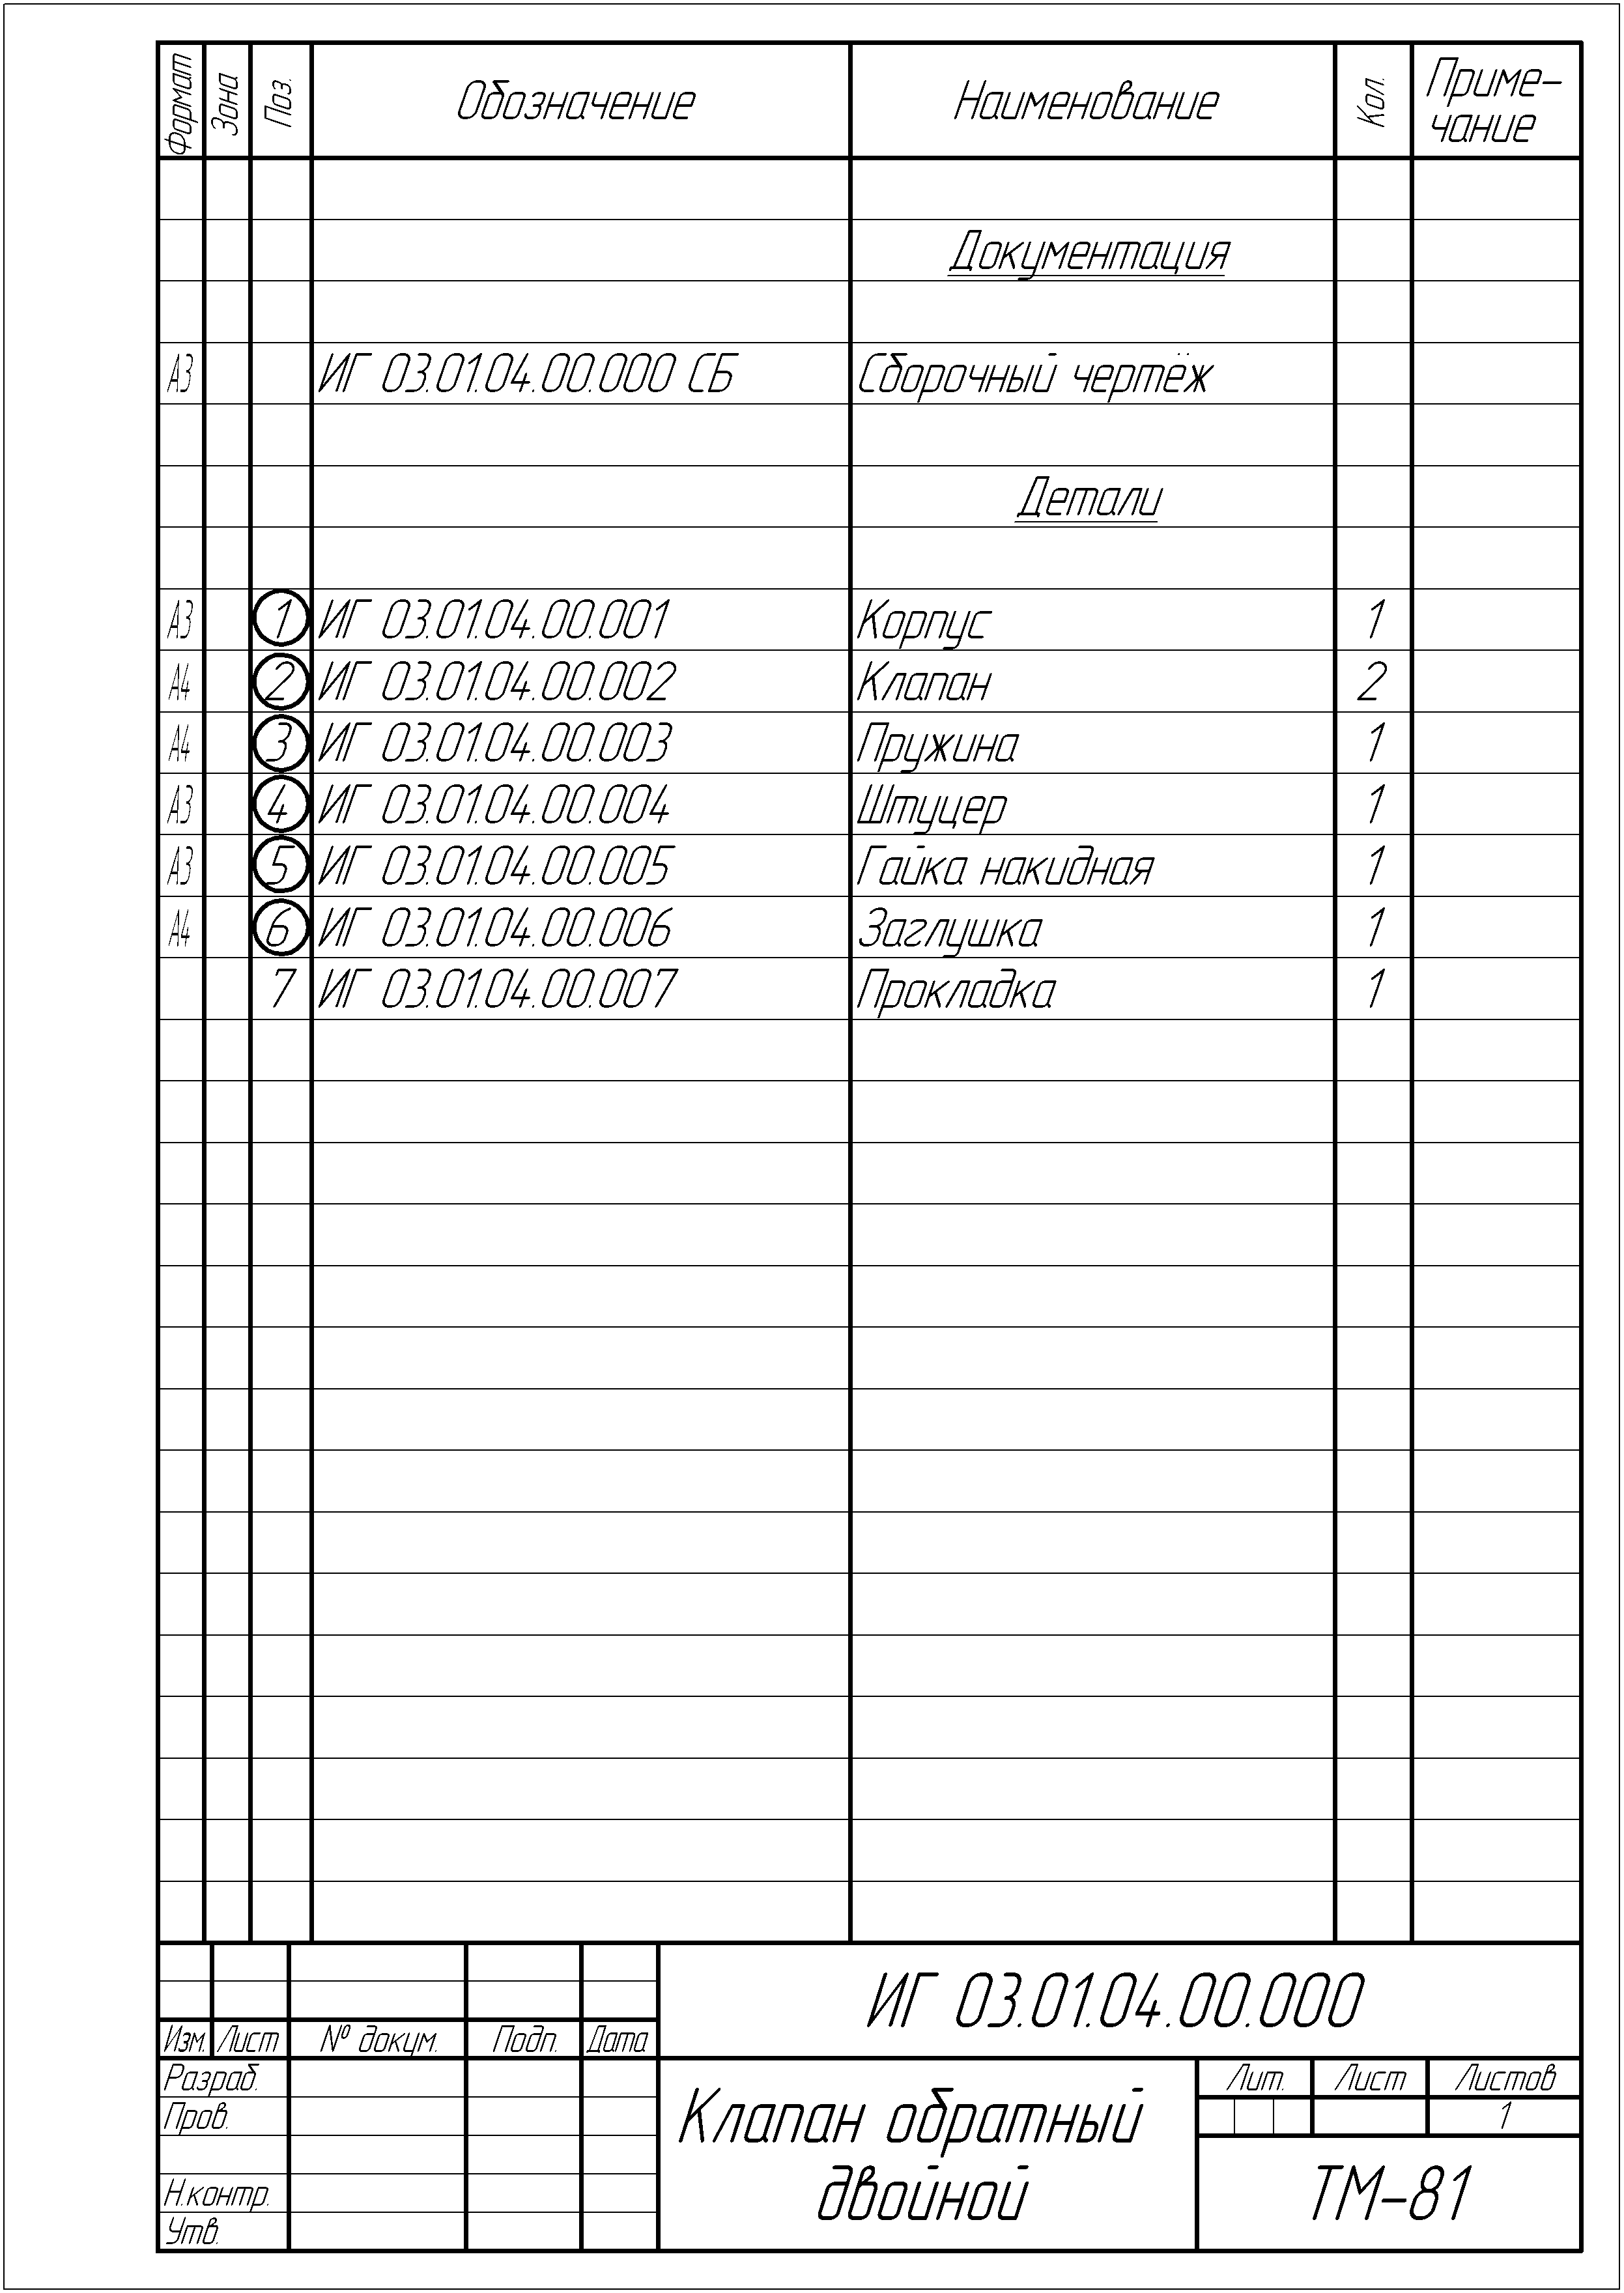 Формат Зона Поз. Обозначение Наименование Кол. Приме-
чание
Документация
А3 ИГ 03.01.04.00.000 СБ Сборочный чертёж
Детали
А3 1 ИГ 03.01.04.00.001 Корпус 1
А4 2 ИГ 03.01.04.00.002 Клапан 2
А4 3 ИГ 03.01.04.00.003 Пружина 1
А3 4 ИГ 03.01.04.00.004 Штуцер 1
А3 5 ИГ 03.01.04.00.005 Гайка накидная 1
А4 6 ИГ 03.01.04.00.006 Заглушка 1
7 ИГ 03.01.04.00.007 Прокладка 1
ИГ 03.01.04.00.000
Изм. Лист № докум. Подп. Дата
Разраб.
Пров.
Н.контр.
Утв.
Клапан обратный
двойной
Лит. Лист Листов
1
ТМ-81